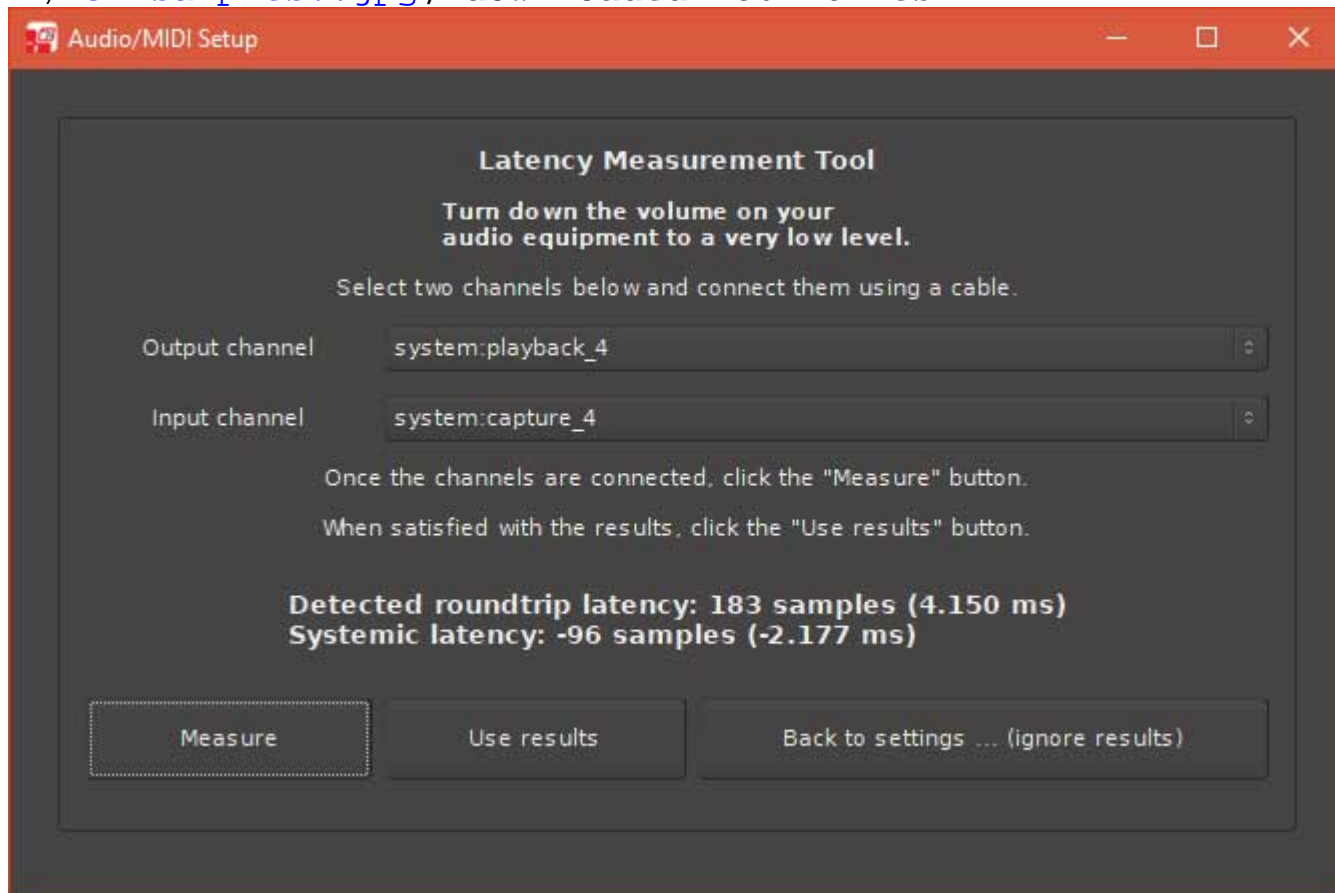 Audio/MIDI Setup
Latency Measurement Tool
Turn down the volume on your
audio equipment to a very low level.
Select two channels below and connect them using a cable.
Output channel system:playback_4
Input channel system:capture_4
Once the channels are connected, click the "Measure" button.
When satisfied with the results, click the "Use results" button.
Detected roundtrip latency: 183 samples (4.150 ms)
Systemic latency: -96 samples (-2.177 ms)
Measure Use results Back to settings ... (ignore results)